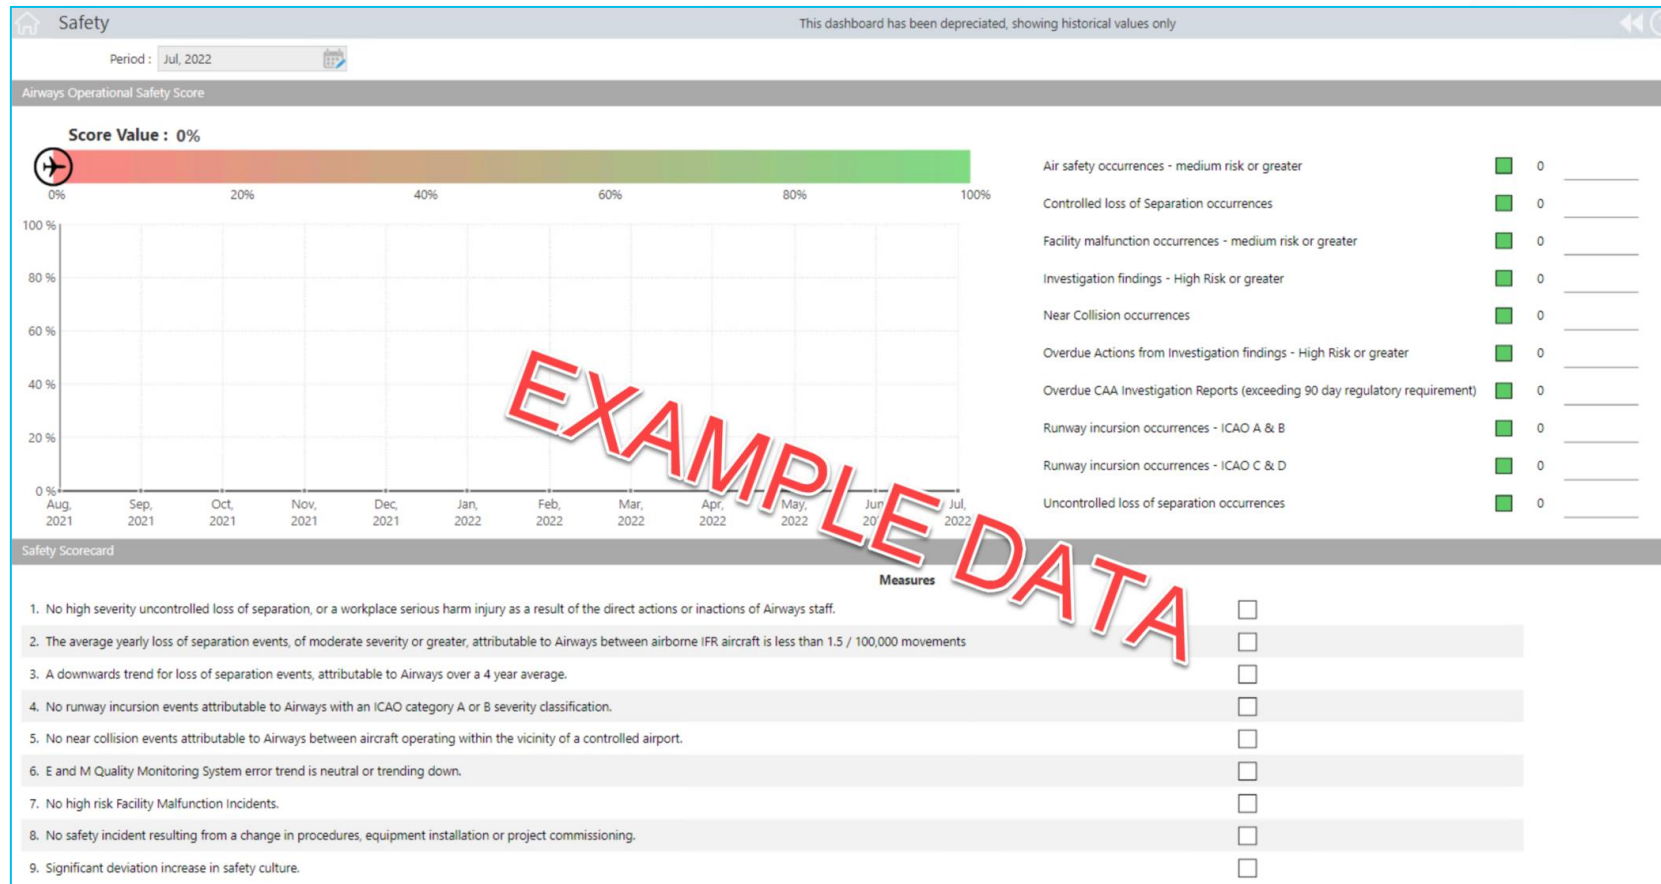 Safety
This dashboard has been depreciated, showing historical values only
Period : Jul, 2022
Airways Operational Safety Score
Score Value : 0%
0% 20% 40% 60% 80% 100%
100 %
80 %
60 %
40 %
20 %
0 %
Aug, 2021
Sep, 2021
Oct, 2021
Nov, 2021
Dec, 2021
Jan, 2022
Feb, 2022
Mar, 2022
Apr, 2022
May, 2022
Jun
Jul, 2022
Air safety occurrences - medium risk or greater 0
Controlled loss of Separation occurrences 0
Facility malfunction occurrences - medium risk or greater 0
Investigation findings - High Risk or greater 0
Near Collision occurrences 0
Overdue Actions from Investigation findings - High Risk or greater 0
Overdue CAA Investigation Reports (exceeding 90 day regulatory requirement) 0
Runway incursion occurrences - ICAO A & B 0
Runway incursion occurrences - ICAO C & D 0
Uncontrolled loss of separation occurrences 0
EXAMPLE DATA
Safety Scorecard
Measures
1. No high severity uncontrolled loss of separation, or a workplace serious harm injury as a result of the direct actions or inactions of Airways staff.
2. The average yearly loss of separation events, of moderate severity or greater, attributable to Airways between airborne IFR aircraft is less than 1.5 / 100,000 movements
3. A downwards trend for loss of separation events, attributable to Airways over a 4 year average.
4. No runway incursion events attributable to Airways with an ICAO category A or B severity classification.
5. No near collision events attributable to Airways between aircraft operating within the vicinity of a controlled airport.
6. E and M Quality Monitoring System error trend is neutral or trending down.
7. No high risk Facility Malfunction Incidents.
8. No safety incident resulting from a change in procedures, equipment installation or project commissioning.
9. Significant deviation increase in safety culture.